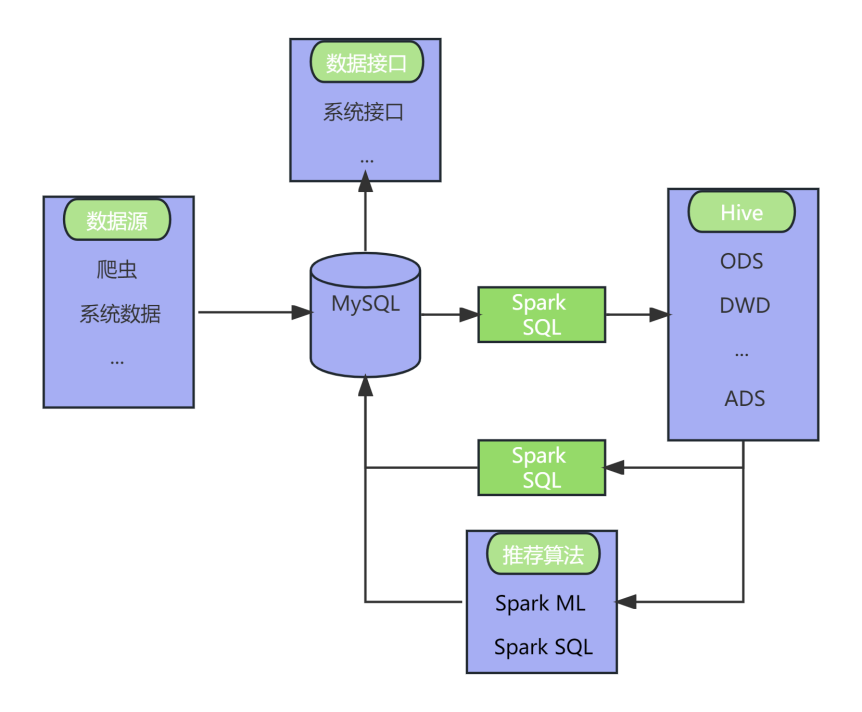 数据接口
系统接口
...
数据源
爬虫
系统数据
...
MySQL
Spark
SQL
Hive
ODS
DWD
...
ADS
Spark
SQL
推荐算法
Spark ML
Spark SQL